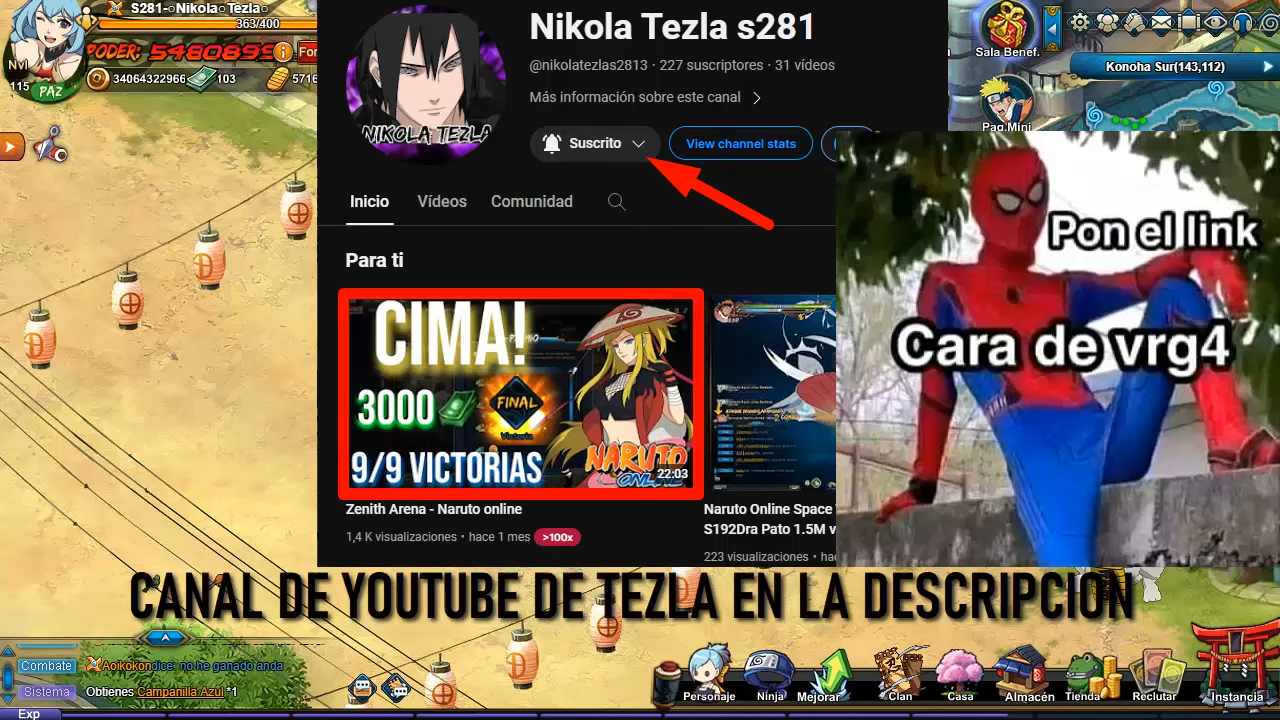 S281-○Nikola○Tezla○
363/400
PODER: 5480899
Nvl
115
PAZ
34064322966
103
5716
Nikola Tezla s281
@nikolatezlas2813 · 227 suscriptores · 31 vídeos
Más información sobre este canal
Suscrito
View channel stats
NIKOLA TEZLA
Inicio
Vídeos
Comunidad
Para ti
CIMA!
3000
FINAL
Victoria
9/9 VICTORIAS
NARUTO
ONLINE
22:03
Zenith Arena - Naruto online
1,4 K visualizaciones · hace 1 mes
>100x
Naruto Online Space
S192Dra Pato 1.5M v
223 visualizaciones
Sala Benef.
Konoha Sur(143,112)
Pag.Mini
Pon el link
Cara de vrg4
CANAL DE YOUTUBE DE TEZLA EN LA DESCRIPCION
Combate
Aoikokondice: no he ganado anda
Sistema
Obtienes Campanilla Azul *1
Exp
Personaje
Ninja
Mejorar
Clan
Casa
Almacén
Tienda
Reclutar
Instancia